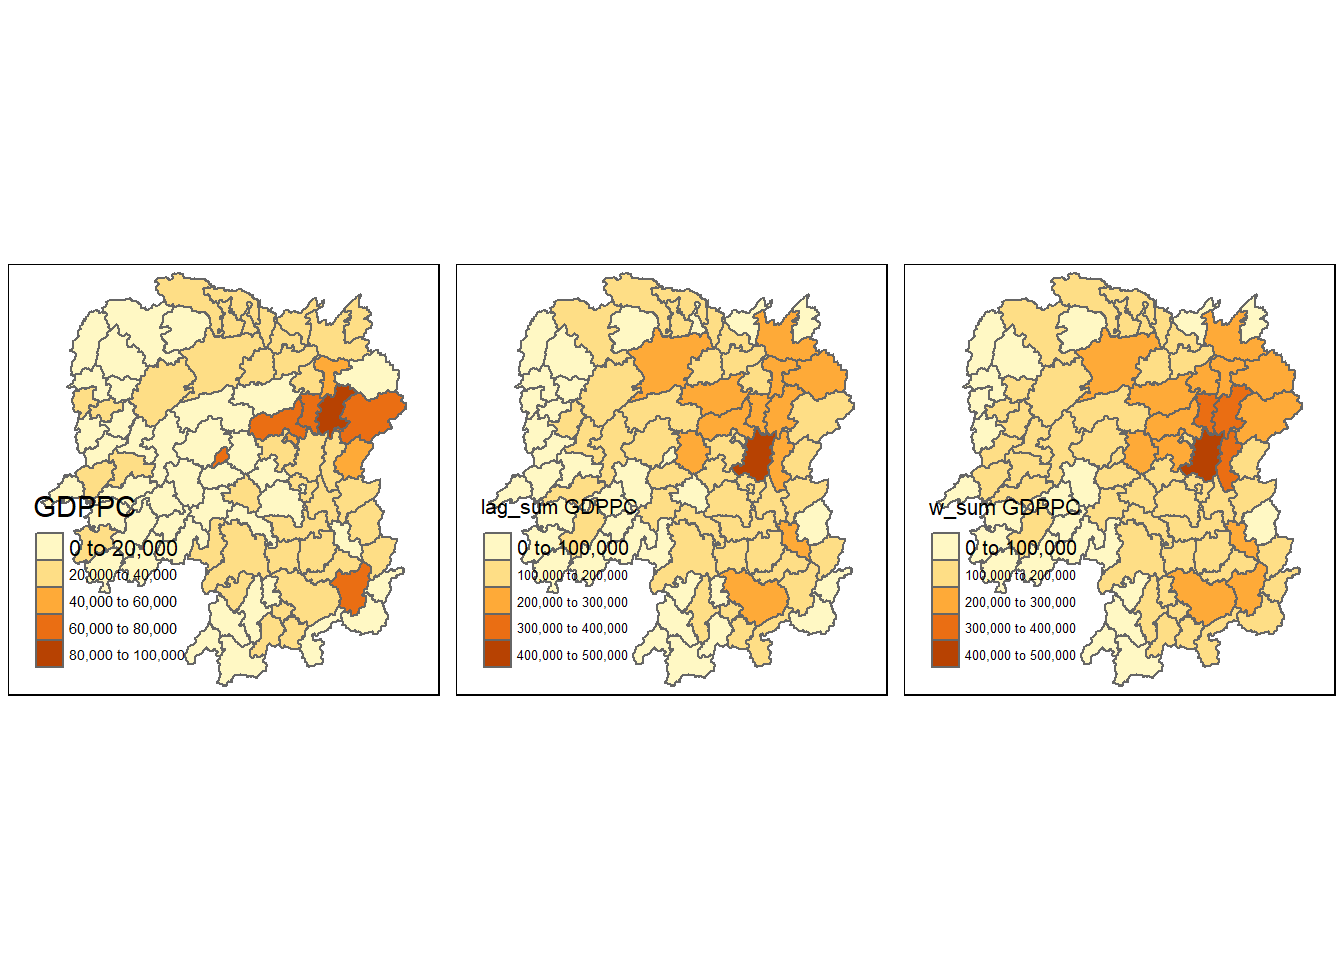 GDPPC
0 to 20,000
20,000 to 40,000
40,000 to 60,000
60,000 to 80,000
80,000 to 100,000
lag_sum GDPPC
0 to 100,000
100,000 to 200,000
200,000 to 300,000
300,000 to 400,000
400,000 to 500,000
w_sum GDPPC
0 to 100,000
100,000 to 200,000
200,000 to 300,000
300,000 to 400,000
400,000 to 500,000